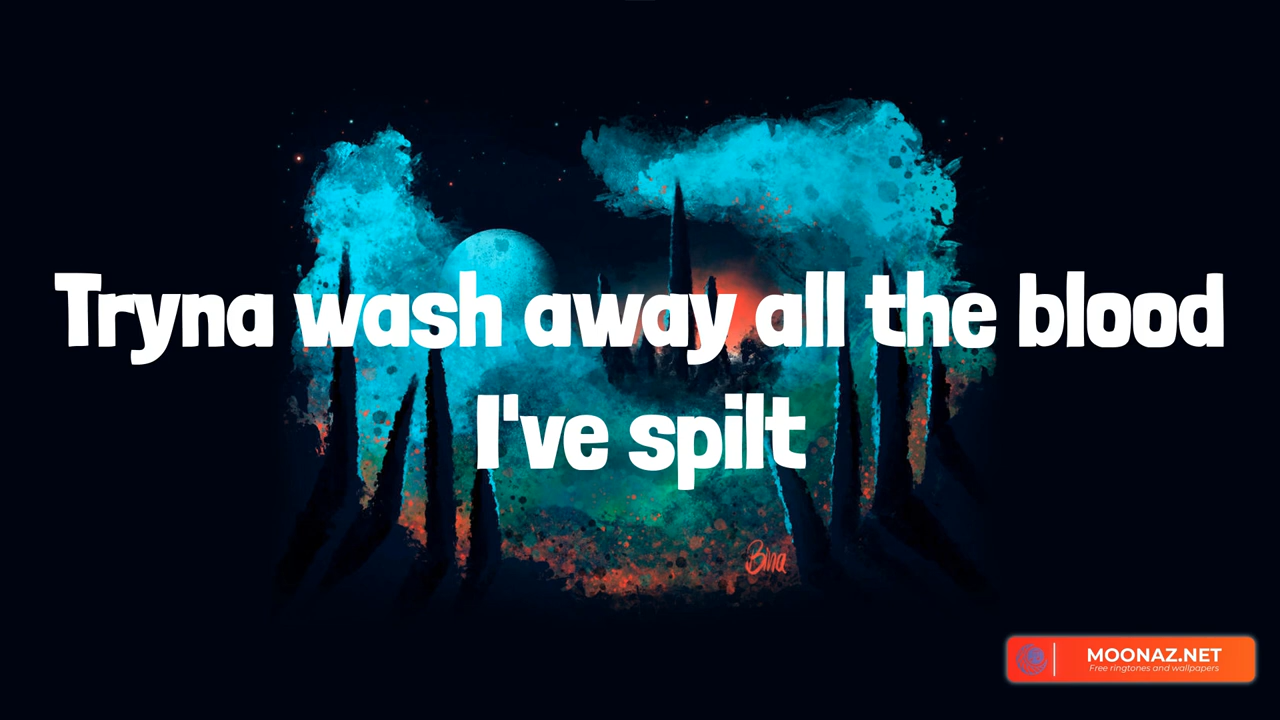 Tryna wash away all the blood
I've spilt
Bina
MOONAZ.NET
Free ringtones and wallpapers